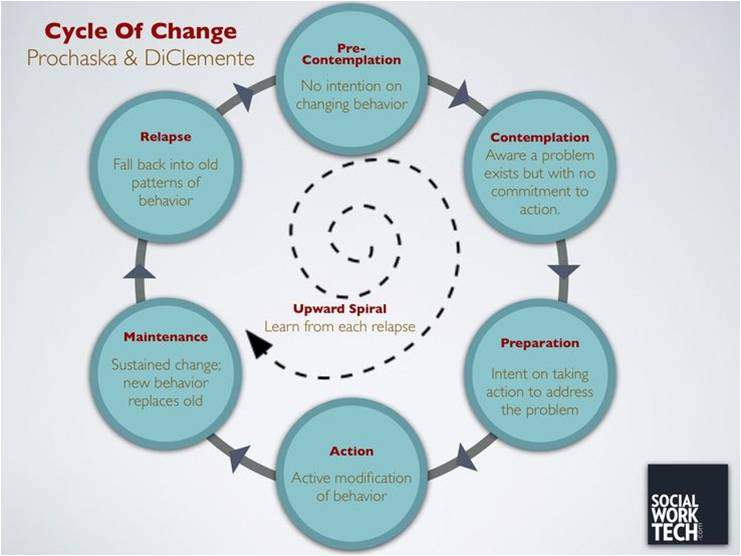 Cycle Of Change
Prochaska & DiClemente
Pre-
Contemplation
No intention on
changing behavior
Contemplation
Aware a problem
exists but with no
commitment to
action.
Preparation
Intent on taking
action to address
the problem
Action
Active modification
of behavior
Maintenance
Sustained change;
new behavior
replaces old
Relapse
Fall back into old
patterns of
behavior
Upward Spiral
Learn from each relapse
SOCIAL
WORK
TECH.com